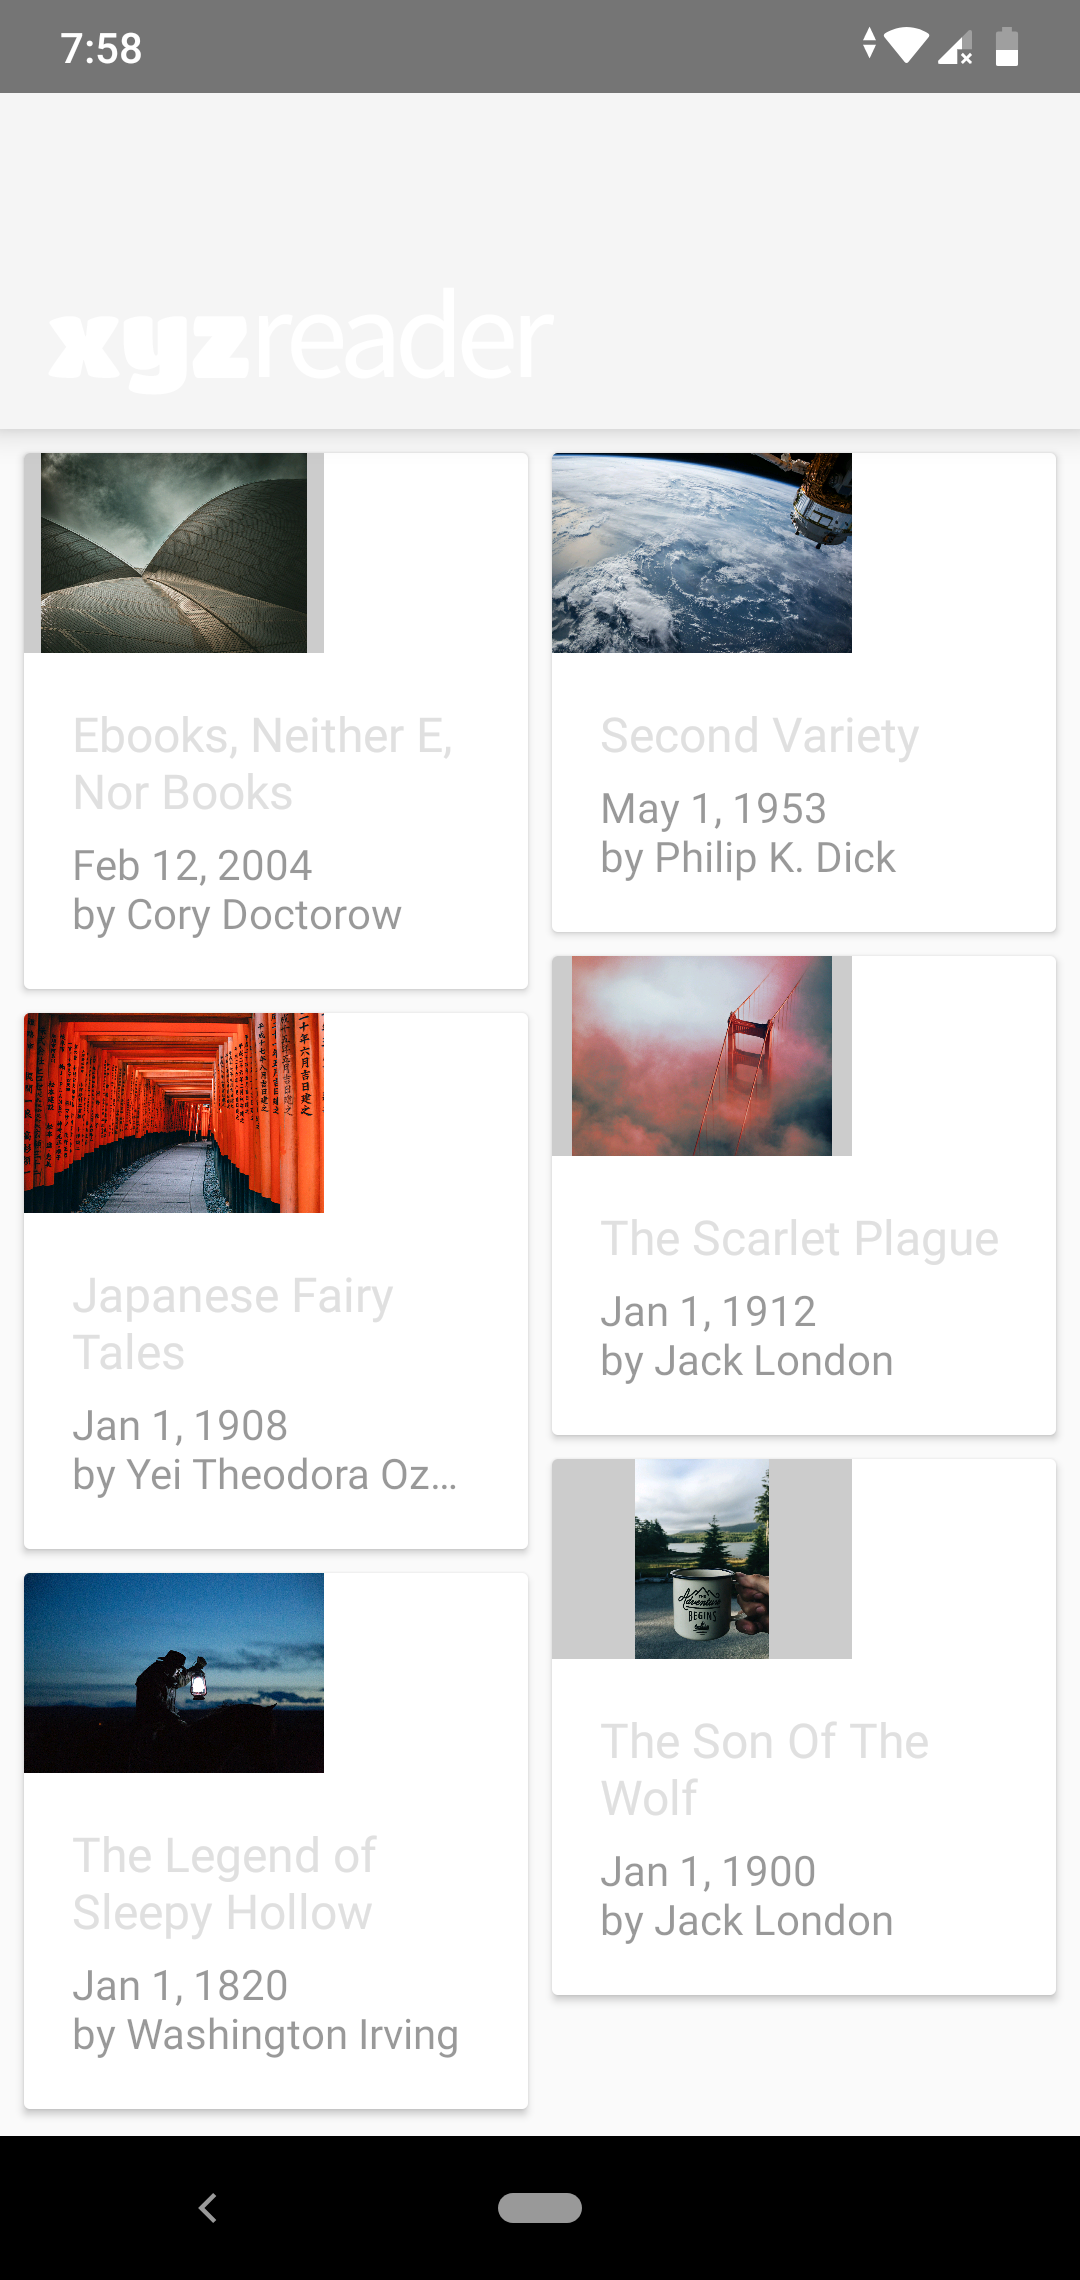 7:58
xyzreader
Ebooks, Neither E,
Nor Books
Feb 12, 2004
by Cory Doctorow
Second Variety
May 1, 1953
by Philip K. Dick
Japanese Fairy
Tales
Jan 1, 1908
by Yei Theodora Oz…
The Scarlet Plague
Jan 1, 1912
by Jack London
The Legend of
Sleepy Hollow
Jan 1, 1820
by Washington Irving
THE
Adventure
BEGINS
The Son Of The
Wolf
Jan 1, 1900
by Jack London